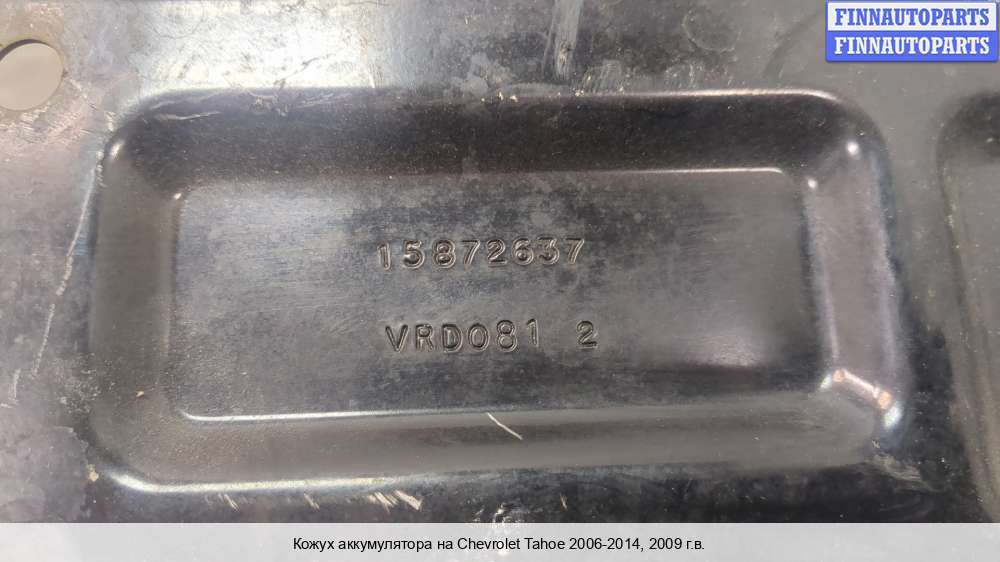 FINNAUTOPARTS
FINNAUTOPARTS
15872637
VRD081 2
Кожух аккумулятора на Chevrolet Tahoe 2006-2014, 2009 г.в.